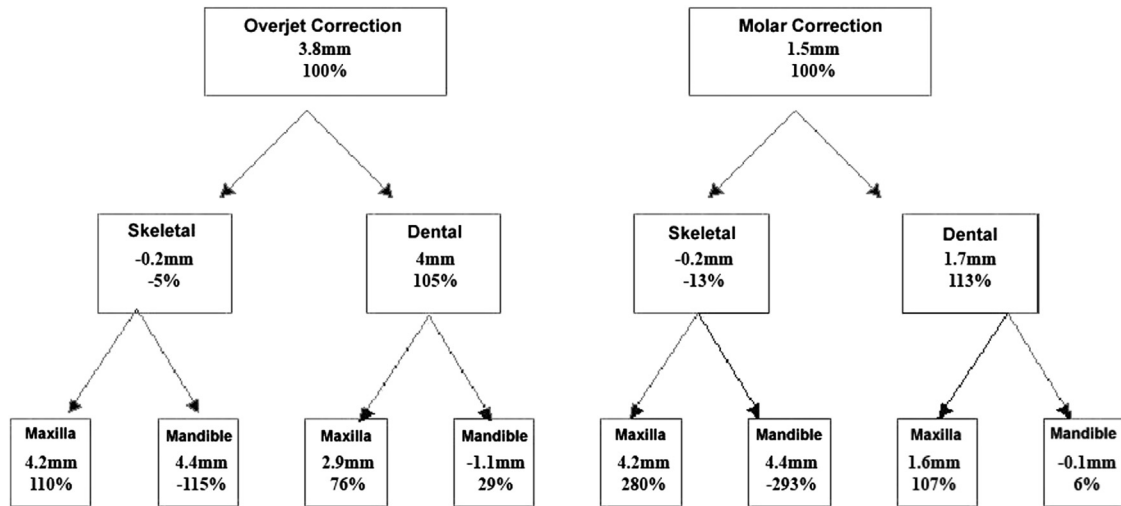 Overjet Correction
3.8mm
100%
Molar Correction
1.5mm
100%
Skeletal
-0.2mm
-5%
Dental
4mm
105%
Skeletal
-0.2mm
-13%
Dental
1.7mm
113%
Maxilla
4.2mm
110%
Mandible
4.4mm
-115%
Maxilla
2.9mm
76%
Mandible
-1.1mm
29%
Maxilla
4.2mm
280%
Mandible
4.4mm
-293%
Maxilla
1.6mm
107%
Mandible
-0.1mm
6%